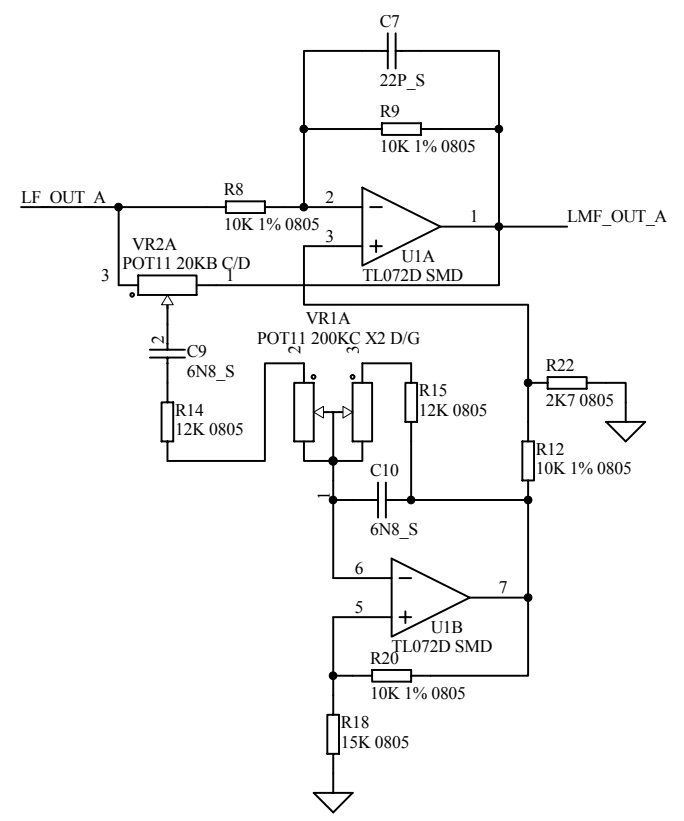 C7
22P_S
R9
10K 1% 0805
LF_OUT_A
R8
10K 1% 0805
2
3
1
U1A
TL072D SMD
LMF_OUT_A
VR2A
POT11 20KB C/D
3
1
2
C9
6N8_S
VR1A
POT11 200KC X2 D/G
2
3
R14
12K 0805
R15
12K 0805
R22
2K7 0805
R12
10K 1% 0805
C10
6N8_S
1
6
5
7
U1B
TL072D SMD
R20
10K 1% 0805
R18
15K 0805